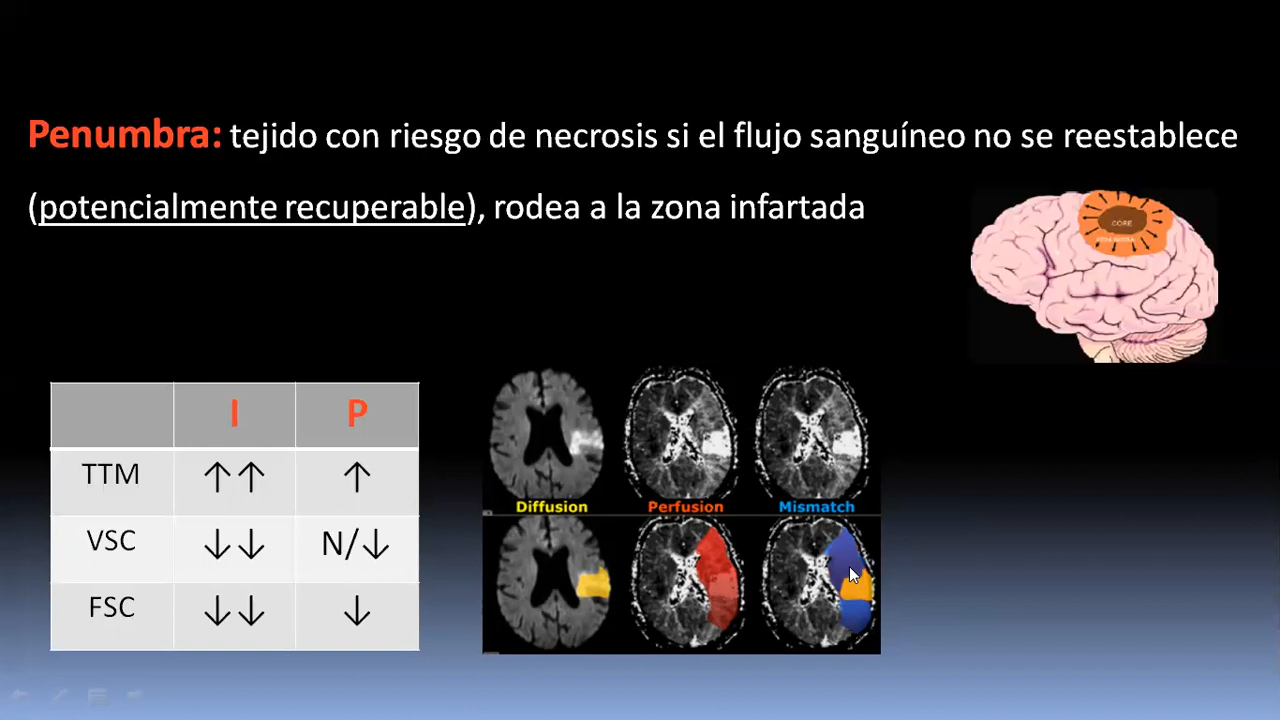 Penumbra: tejido con riesgo de necrosis si el flujo sanguíneo no se reestablece
(potencialmente recuperable), rodea a la zona infartada
CORE
I P
TTM ↑↑ ↑
VSC ↓↓ N/↓
FSC ↓↓ ↓
Diffusion Perfusion Mismatch